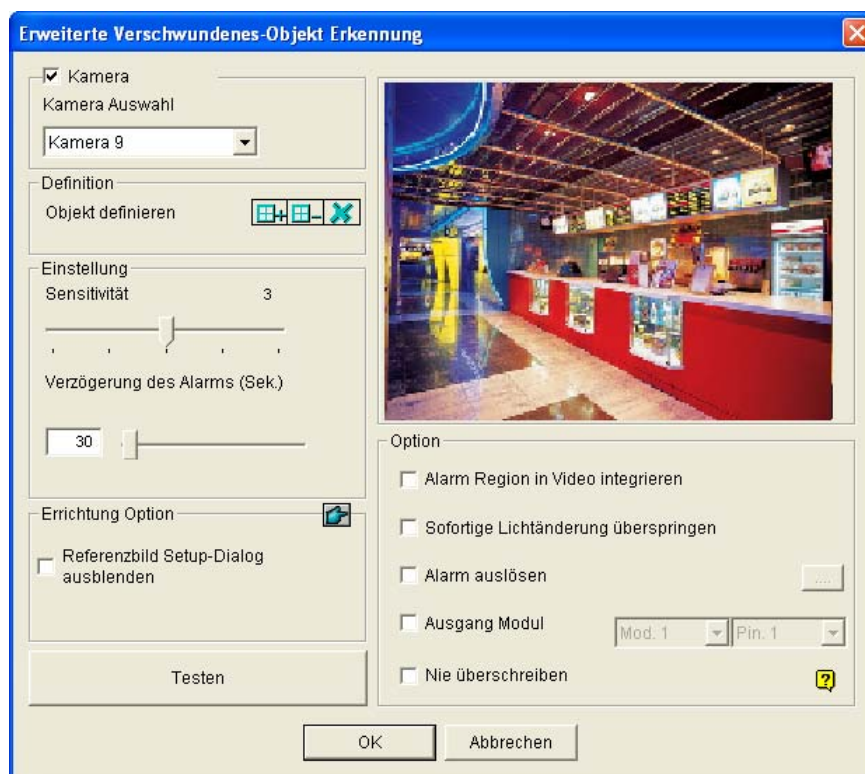 Erweiterte Verschwundenes-Objekt Erkennung
Kamera
Kamera Auswahl
Kamera 9
Definition
Objekt definieren
Einstellung
Sensitivität 3
Verzögerung des Alarms (Sek.)
30
Errichtung Option
Referenzbild Setup-Dialog
ausblenden
Testen
Option
Alarm Region in Video integrieren
Sofortige Lichtänderung überspringen
Alarm auslösen ....
Ausgang Modul Mod. 1 Pin. 1
Nie überschreiben
OK Abbrechen